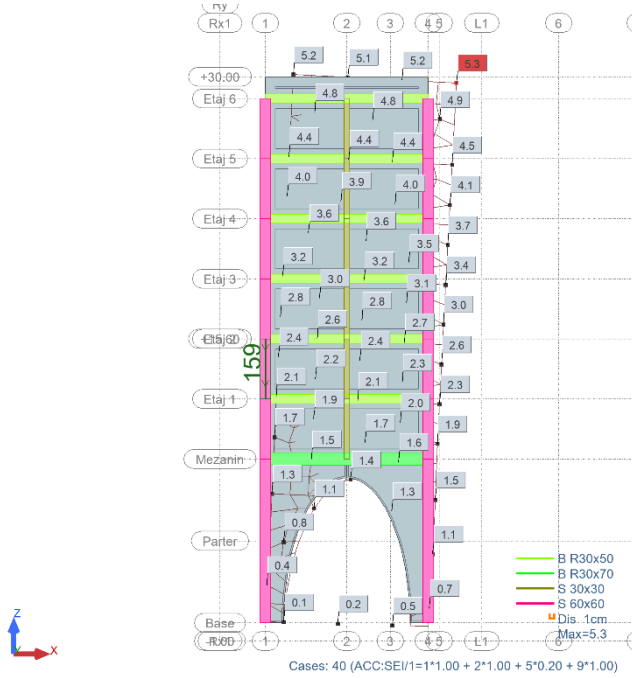 Ry
Rx1 1 2 3 4 5 L1 6
5.2 5.1 5.2 5.3
+30.00
4.8 4.8 4.9
Etaj 6
4.4 4.4 4.4 4.5
Etaj 5
4.0 3.9 4.0 4.1
3.6 3.6 3.7
Etaj 4
3.5
3.2 3.2 3.4
Etaj 3 3.0 3.1
2.8 2.8 3.0
2.6 2.7
2.4 2.4 2.6
159
2.2 2.3
2.1 2.1 2.3
Etaj 1 1.9 2.0
1.7 1.7 1.9
1.5 1.6
Mezanin 1.4
1.3 1.1 1.3 1.5
0.8
Parter 1.1
0.4 0.7
0.1 0.2 0.5
Base
1 2 3 4 5 L1 6
B R30x50
B R30x70
S 30x30
S 60x60
Dis 1cm
Max=5.3
Z
X
Cases: 40 (ACC:SEI/1=1*1.00 + 2*1.00 + 5*0.20 + 9*1.00)